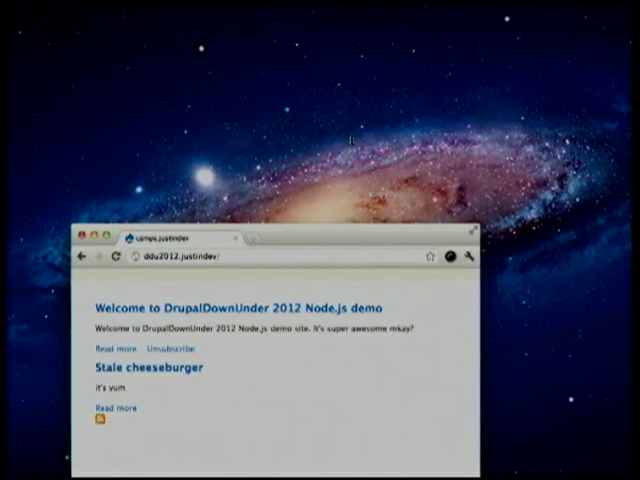 camps.justindev
ddu2012.justindev/
Welcome to DrupalDownUnder 2012 Node.js demo
Welcome to DrupalDownUnder 2012 Node.js demo site. It's super awesome mkay?
Read more Unsubscribe
Stale cheeseburger
it's yum
Read more